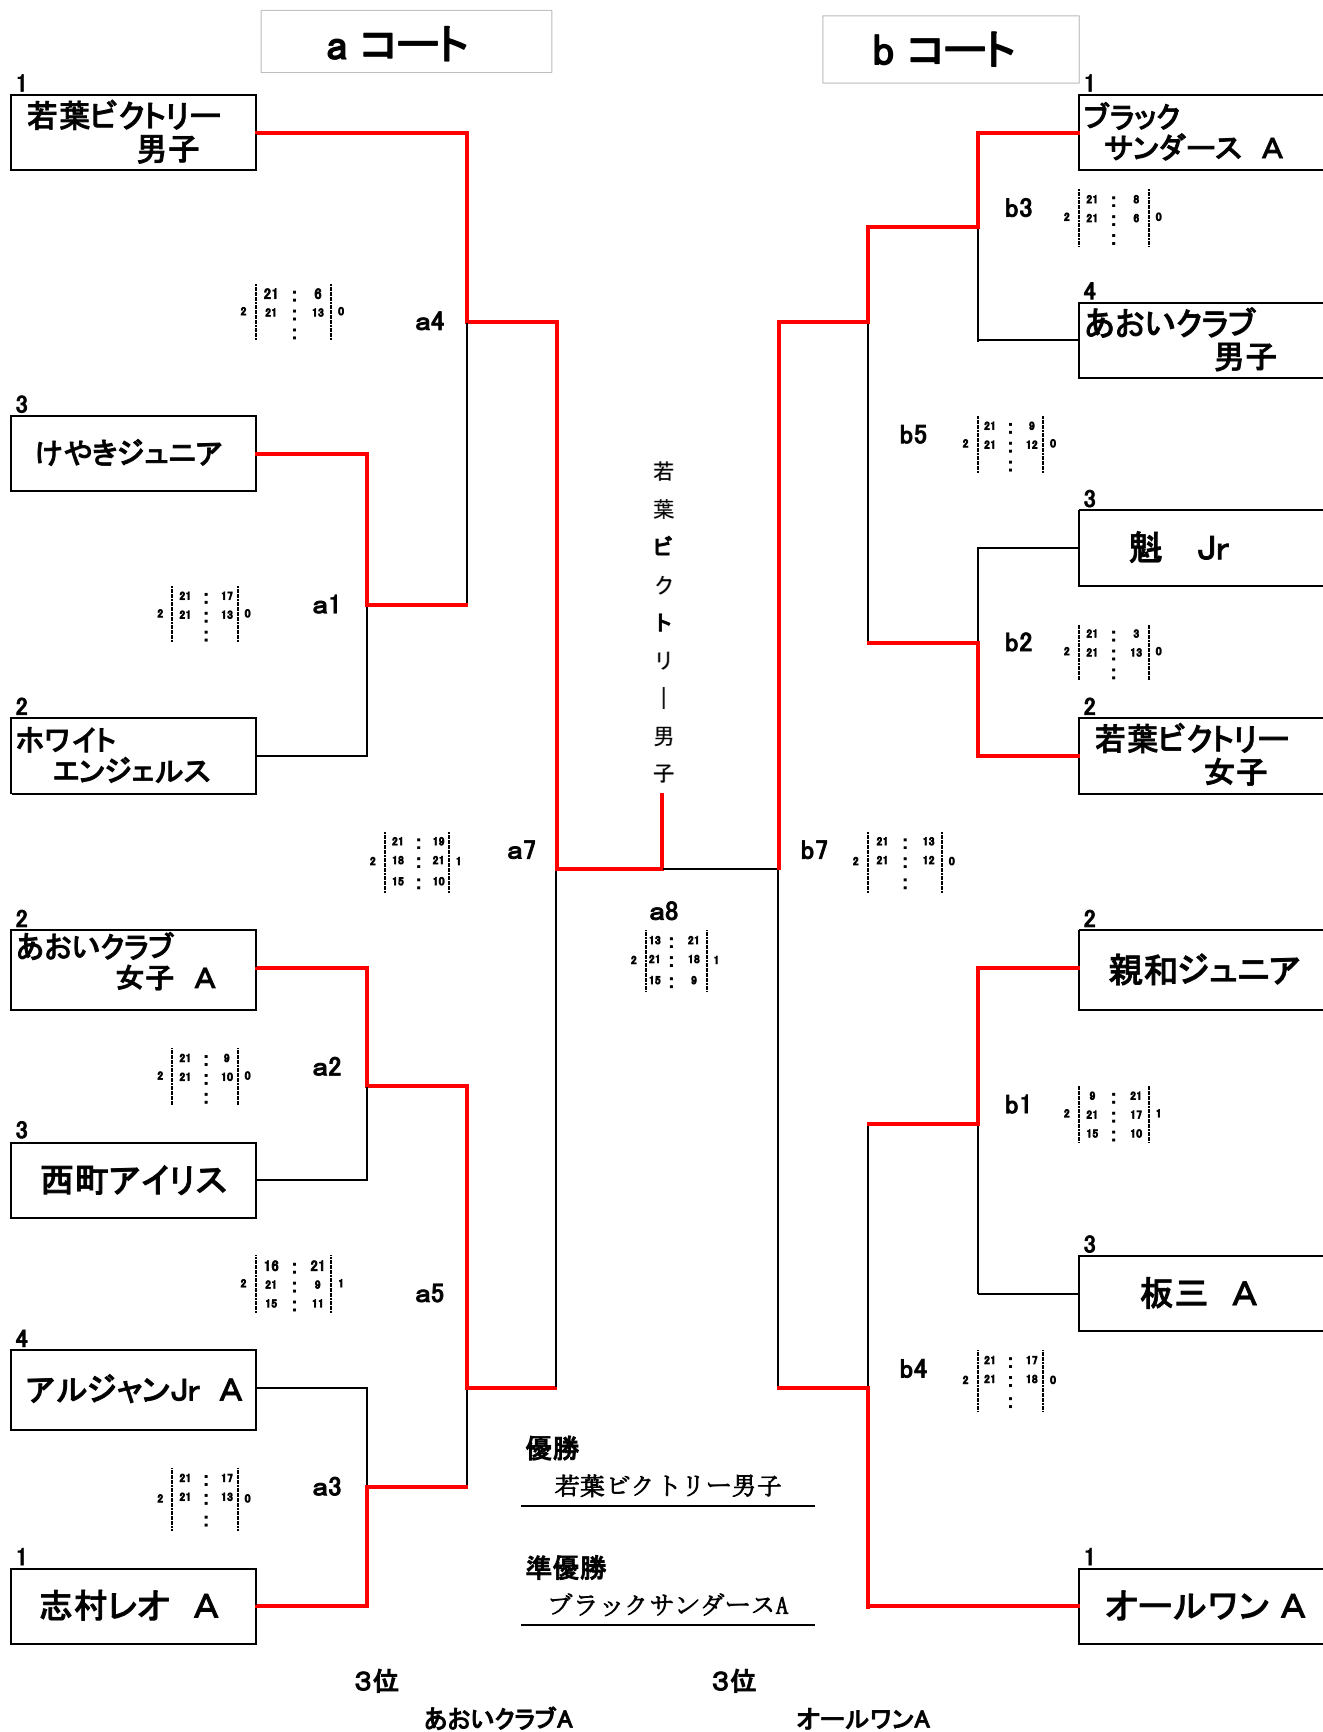 a コート
b コート
1
若葉ビクトリー
男子
21 : 6
2 21 : 13 0
:
a4
3
けやきジュニア
21 : 17
2 21 : 13 0
:
a1
2
ホワイト
エンジェルス
21 : 19
2 18 : 21 1
15 : 10
a7
2
あおいクラブ
女子 A
21 : 9
2 21 : 10 0
:
a2
3
西町アイリス
16 : 21
2 21 : 9 1
15 : 11
a5
4
アルジャンJr A
21 : 17
2 21 : 13 0
:
a3
1
志村レオ A
若葉ビクトリー男子
a8
13 : 21
2 21 : 18 1
15 : 9
1
ブラック
サンダース A
b3
21 : 8
2 21 : 6 0
:
4
あおいクラブ
男子
b5
21 : 9
2 21 : 12 0
:
3
魁 Jr
b2
21 : 3
2 21 : 13 0
:
2
若葉ビクトリー
女子
b7
21 : 13
2 21 : 12 0
:
2
親和ジュニア
b1
9 : 21
2 21 : 17 1
15 : 10
3
板三 A
b4
21 : 17
2 21 : 18 0
:
1
オールワン A
優勝
若葉ビクトリー男子
準優勝
ブラックサンダースA
3位
あおいクラブA
3位
オールワンA